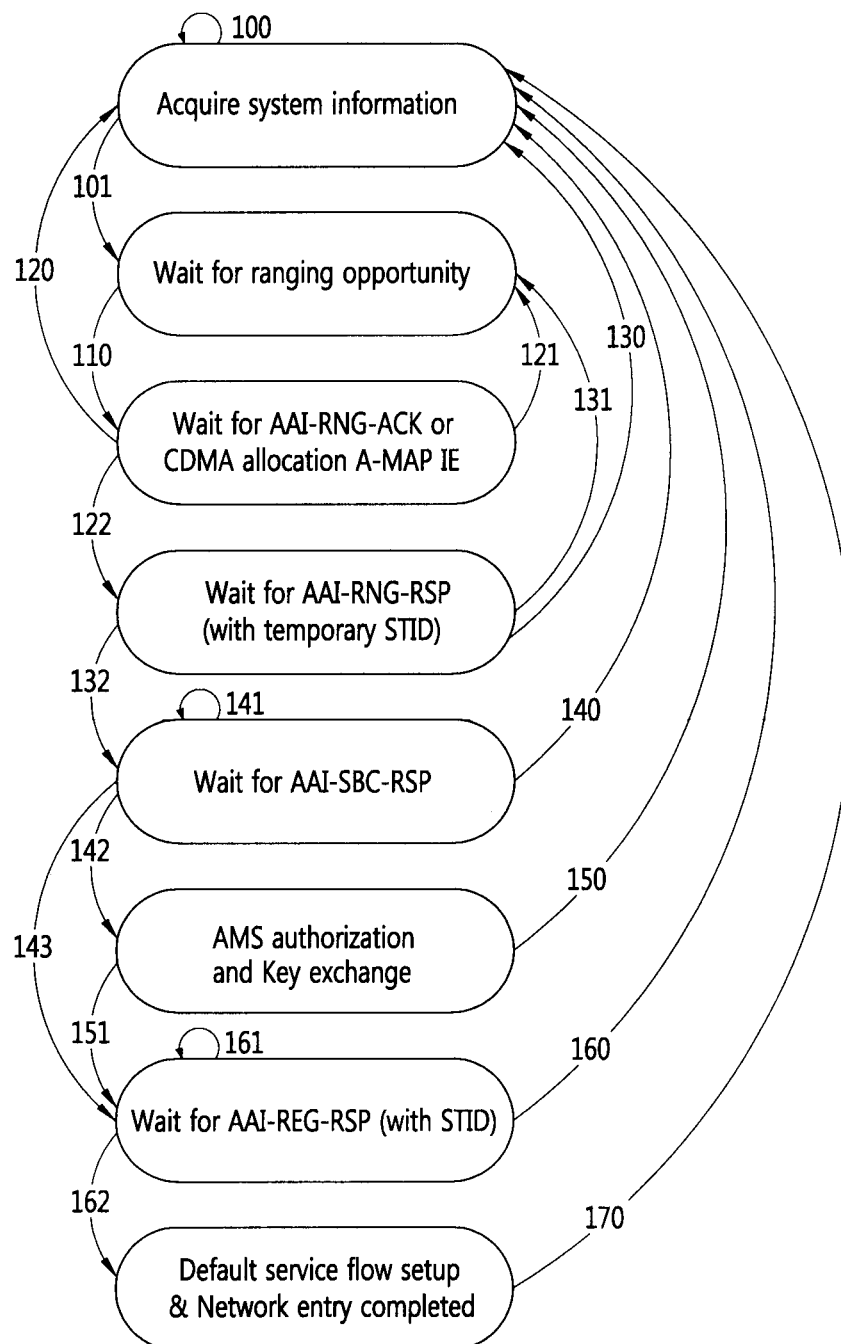 100
Acquire system information
101
120
Wait for ranging opportunity
110
121
130
131
Wait for AAI-RNG-ACK or
CDMA allocation A-MAP IE
122
Wait for AAI-RNG-RSP
(with temporary STID)
132
141
140
Wait for AAI-SBC-RSP
142
150
143
AMS authorization
and Key exchange
151
161
160
Wait for AAI-REG-RSP (with STID)
162
170
Default service flow setup
& Network entry completed